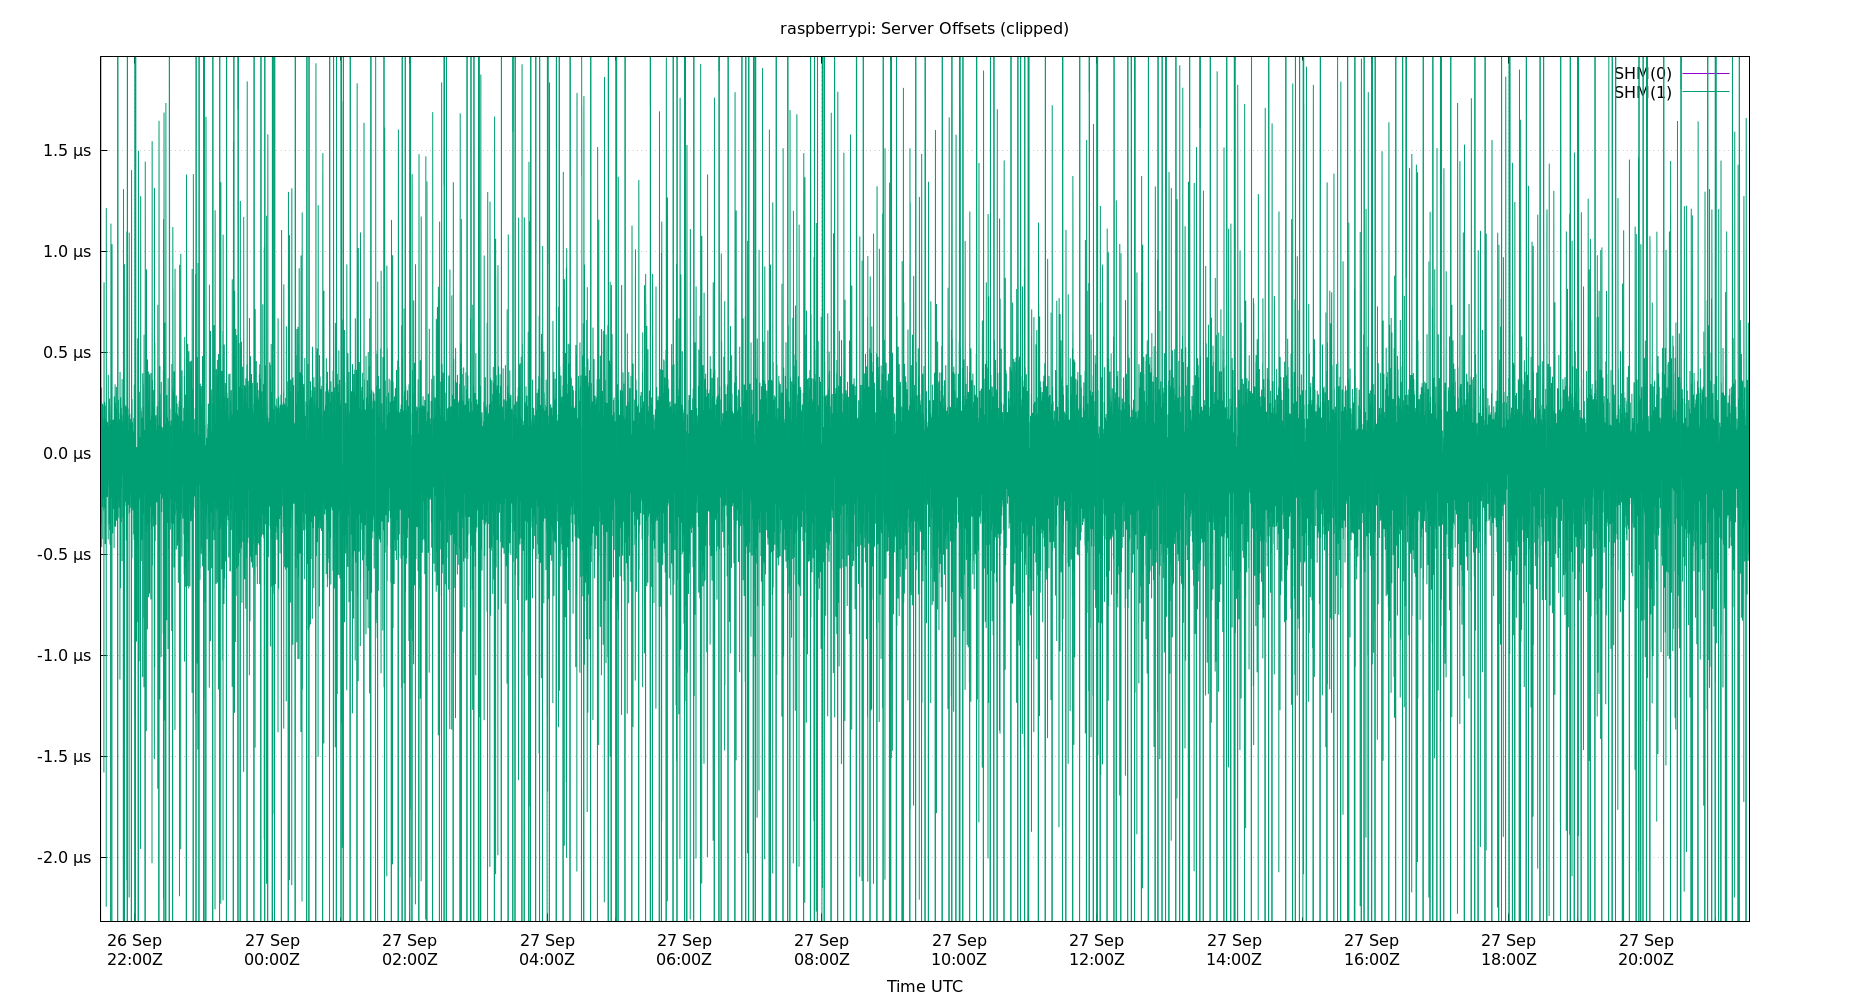 raspberrypi: Server Offsets (clipped)
SHM(0)
SHM(1)
1.5 µs
1.0 µs
0.5 µs
0.0 µs
-0.5 µs
-1.0 µs
-1.5 µs
-2.0 µs
26 Sep 27 Sep 27 Sep 27 Sep 27 Sep 27 Sep 27 Sep 27 Sep 27 Sep 27 Sep 27 Sep 27 Sep
22:00Z 00:00Z 02:00Z 04:00Z 06:00Z 08:00Z 10:00Z 12:00Z 14:00Z 16:00Z 18:00Z 20:00Z
Time UTC